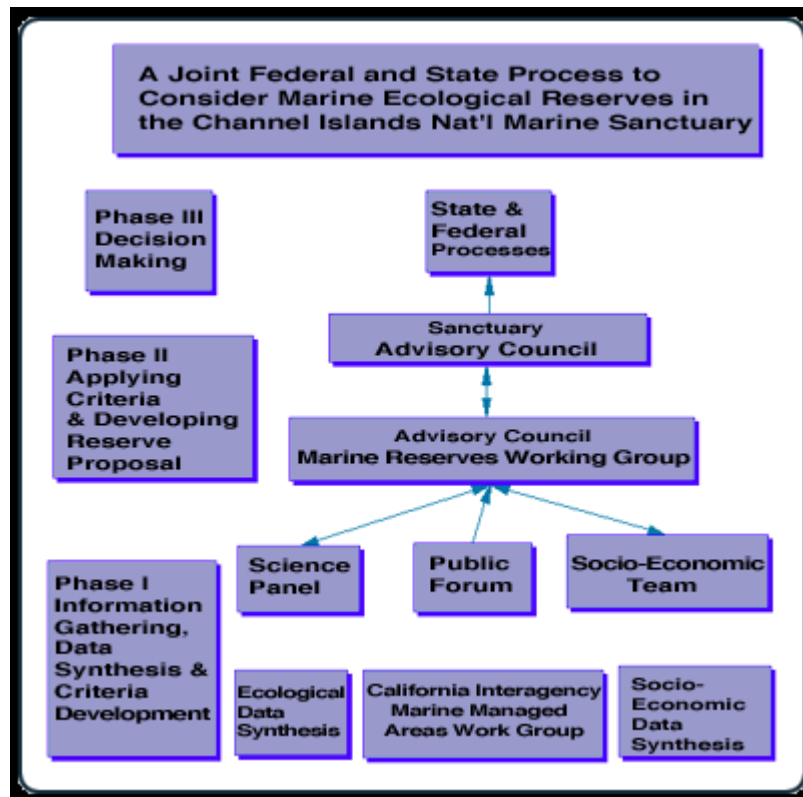 A Joint Federal and State Process to
Consider Marine Ecological Reserves in
the Channel Islands Nat'l Marine Sanctuary
Phase III
Decision
Making
State &
Federal
Processes
Sanctuary
Advisory Council
Phase II
Applying
Criteria
& Developing
Reserve
Proposal
Advisory Council
Marine Reserves Working Group
Phase I
Information
Gathering,
Data
Synthesis &
Criteria
Development
Science
Panel
Public
Forum
Socio-Economic
Team
Ecological
Data
Synthesis
California Interagency
Marine Managed
Areas Work Group
Socio-
Economic
Data
Synthesis